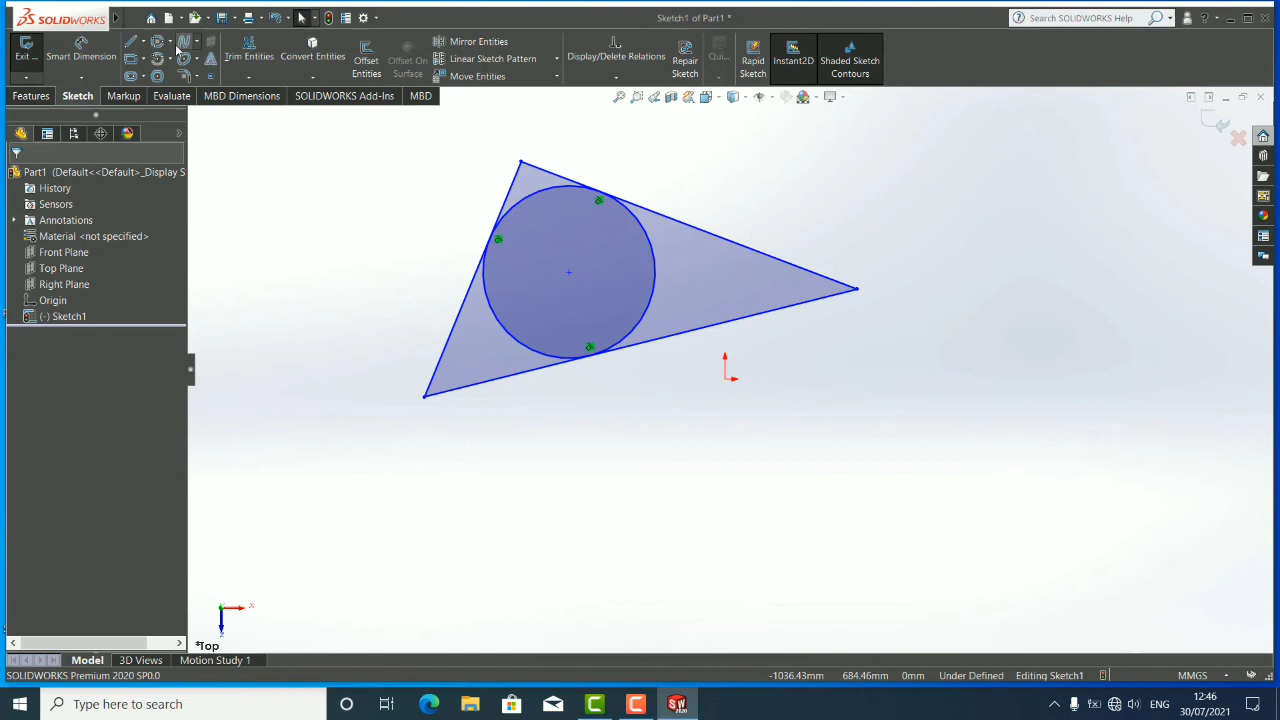 SOLIDWORKS
Sketch1 of Part1 *
Search SOLIDWORKS Help
?
Exit ...
Smart Dimension
Trim Entities
Convert Entities
Offset Entities
Offset On Surface
Mirror Entities
Linear Sketch Pattern
Move Entities
Display/Delete Relations
Repair Sketch
Qui...
Rapid Sketch
Instant2D
Shaded Sketch Contours
Features
Sketch
Markup
Evaluate
MBD Dimensions
SOLIDWORKS Add-Ins
MBD
Part1 (Default<<Default>_Display S
History
Sensors
Annotations
Material <not specified>
Front Plane
Top Plane
Right Plane
Origin
(-) Sketch1
X
Z
*Top
Model
3D Views
Motion Study 1
SOLIDWORKS Premium 2020 SP0.0
-1036.43mm
684.46mm
0mm
Under Defined
Editing Sketch1
MMGS
Type here to search
SW
2020
ENG
12:46
30/07/2021